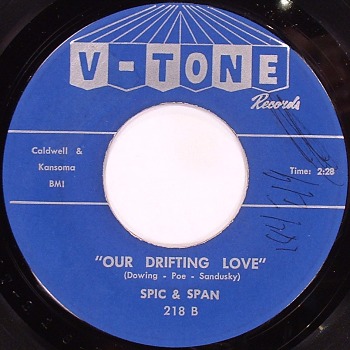 V-TONE
Records
Caldwell &
Kansoma
BMI
Time: 2:28
"OUR DRIFTING LOVE"
(Dowing - Poe - Sandusky)
SPIC & SPAN
218 B